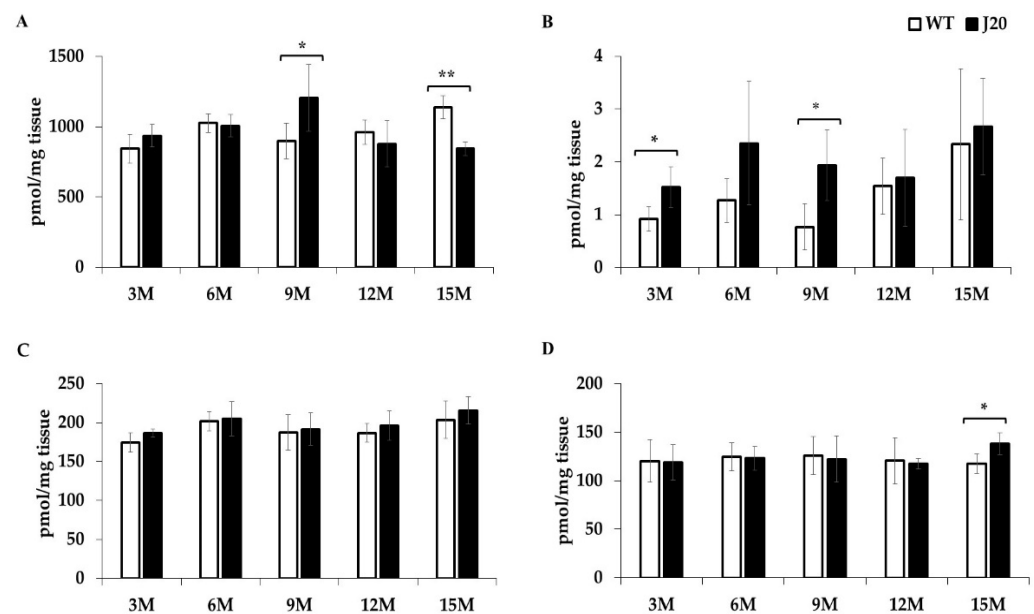 A
B
WT J20
pmol/mg tissue
1500
1000
500
0
*
**
3M 6M 9M 12M 15M
pmol/mg tissue
4
3
2
1
0
*
*
3M 6M 9M 12M 15M
C
D
pmol/mg tissue
250
200
150
100
50
0
3M 6M 9M 12M 15M
pmol/mg tissue
200
150
100
50
0
*
3M 6M 9M 12M 15M